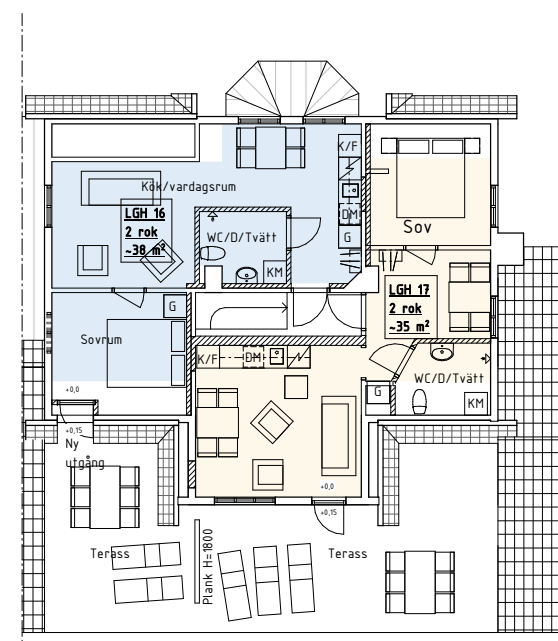 K/F
Kök/vardagsrum
LGH 16
2 rok
~38 m²
DM
WC/D/Tvätt
G
KM
Sov
LGH 17
2 rok
~35 m²
G
Sovrum
K/F
DM
WC/D/Tvätt
G
KM
+0,0
+0,15
Ny
utgång
+0,0
+0,15
Terass
Plank H=1800
Terass